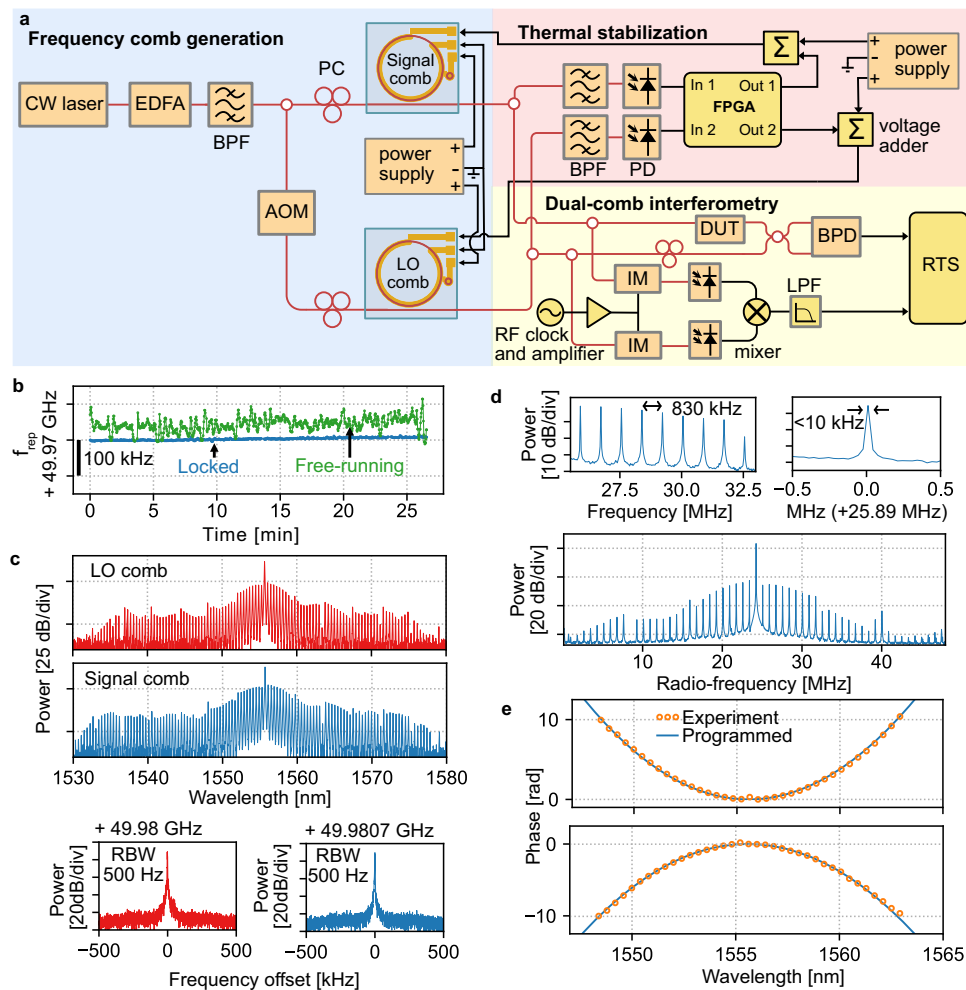 a
Frequency comb generation
Thermal stabilization
CW laser
EDFA
BPF
PC
Signal
comb
power
supply
+
-
+
AOM
LO
comb
BPF
PD
In 1
Out 1
FPGA
In 2
Out 2
Σ
Σ
+
-
+
power
supply
voltage
adder
Dual-comb interferometry
DUT
BPD
RTS
IM
IM
LPF
RF clock
and amplifier
mixer
b
f_rep
+ 49.97 GHz
100 kHz
Locked
Free-running
0
5
10
15
20
25
Time [min]
c
LO comb
Signal comb
Power [25 dB/div]
1530
1540
1550
1560
1570
1580
Wavelength [nm]
+ 49.98 GHz
RBW
500 Hz
Power
[20dB/div]
−500
0
500
+ 49.9807 GHz
RBW
500 Hz
Power
[20dB/div]
−500
0
500
Frequency offset [kHz]
d
Power
[10 dB/div]
830 kHz
27.5
30.0
32.5
Frequency [MHz]
<10 kHz
−0.5
0.0
0.5
MHz (+25.89 MHz)
Power
[20 dB/div]
10
20
30
40
Radio-frequency [MHz]
e
Experiment
Programmed
10
0
0
−10
Phase [rad]
1550
1555
1560
1565
Wavelength [nm]